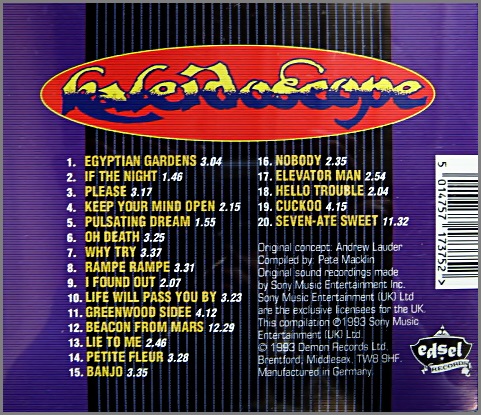 kaleidoscope
1. EGYPTIAN GARDENS 3.04
2. IF THE NIGHT 1.46
3. PLEASE 3.17
4. KEEP YOUR MIND OPEN 2.15
5. PULSATING DREAM 1.55
6. OH DEATH 3.25
7. WHY TRY 3.37
8. RAMPE RAMPE 3.31
9. I FOUND OUT 2.07
10. LIFE WILL PASS YOU BY 3.23
11. GREENWOOD SIDEE 4.12
12. BEACON FROM MARS 12.29
13. LIE TO ME 2.46
14. PETITE FLEUR 3.28
15. BANJO 3.35
16. NOBODY 2.35
17. ELEVATOR MAN 2.54
18. HELLO TROUBLE 2.04
19. CUCKOO 4.15
20. SEVEN-ATE SWEET 11.32
Original concept: Andrew Lauder
Compiled by: Pete Macklin
Original sound recordings made
by Sony Music Entertainment Inc.
Sony Music Entertainment (UK) Ltd
are the exclusive licensees for the UK.
This compilation ©1993 Sony Music
Entertainment (UK) Ltd.
© 1993 Demon Records Ltd.
Brentford, Middlesex, TW8 9HF.
Manufactured in Germany.
5 014757 173752 >
edsel
RECORDS